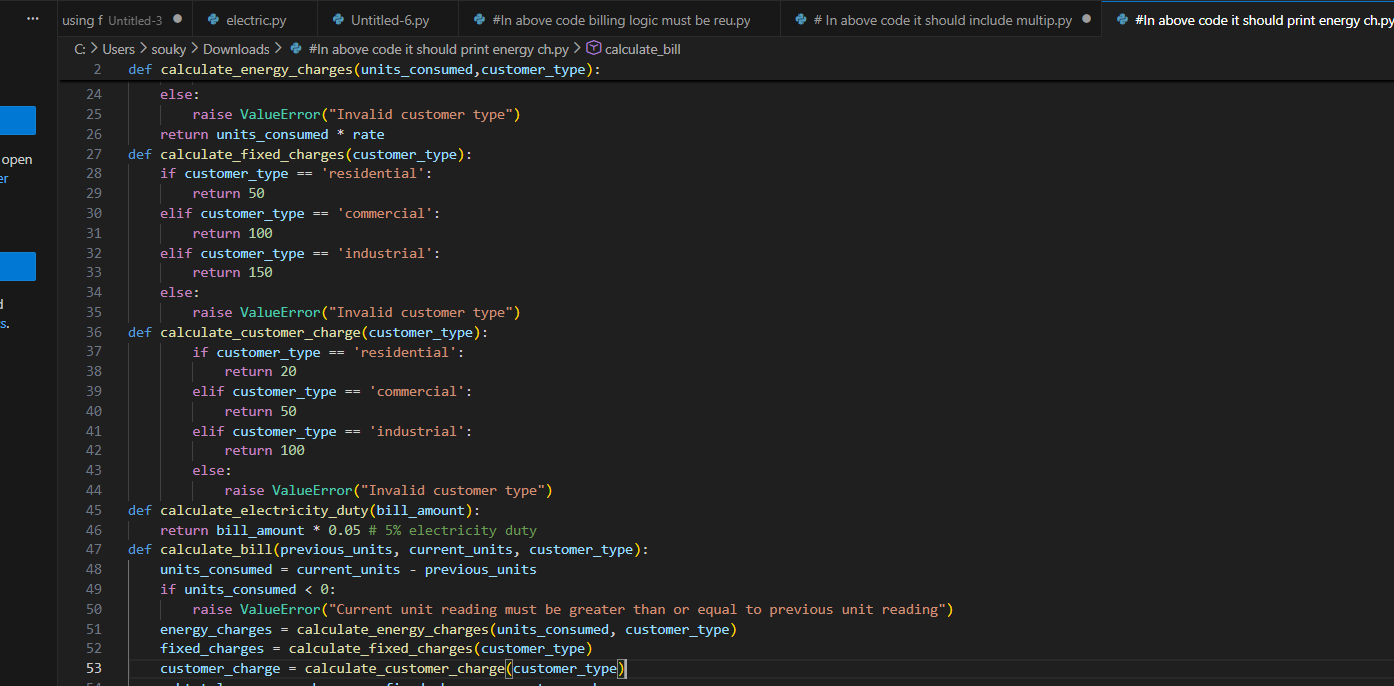 ...
using f Untitled-3
electric.py
Untitled-6.py
#In above code billing logic must be reu.py
# In above code it should include multip.py
#In above code it should print energy ch.py
C: > Users > souky > Downloads > #In above code it should print energy ch.py > calculate_bill
2 def calculate_energy_charges(units_consumed,customer_type):
24 else:
25 raise ValueError("Invalid customer type")
26 return units_consumed * rate
27 def calculate_fixed_charges(customer_type):
28 if customer_type == 'residential':
29 return 50
30 elif customer_type == 'commercial':
31 return 100
32 elif customer_type == 'industrial':
33 return 150
34 else:
35 raise ValueError("Invalid customer type")
36 def calculate_customer_charge(customer_type):
37 if customer_type == 'residential':
38 return 20
39 elif customer_type == 'commercial':
40 return 50
41 elif customer_type == 'industrial':
42 return 100
43 else:
44 raise ValueError("Invalid customer type")
45 def calculate_electricity_duty(bill_amount):
46 return bill_amount * 0.05 # 5% electricity duty
47 def calculate_bill(previous_units, current_units, customer_type):
48 units_consumed = current_units - previous_units
49 if units_consumed < 0:
50 raise ValueError("Current unit reading must be greater than or equal to previous unit reading")
51 energy_charges = calculate_energy_charges(units_consumed, customer_type)
52 fixed_charges = calculate_fixed_charges(customer_type)
53 customer_charge = calculate_customer_charge(customer_type)
open